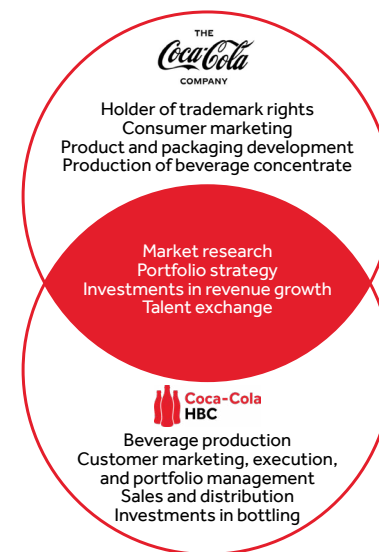 THE
Coca-Cola
COMPANY
Holder of trademark rights
Consumer marketing
Product and packaging development
Production of beverage concentrate
Market research
Portfolio strategy
Investments in revenue growth
Talent exchange
Coca-Cola
HBC
Beverage production
Customer marketing, execution,
and portfolio management
Sales and distribution
Investments in bottling